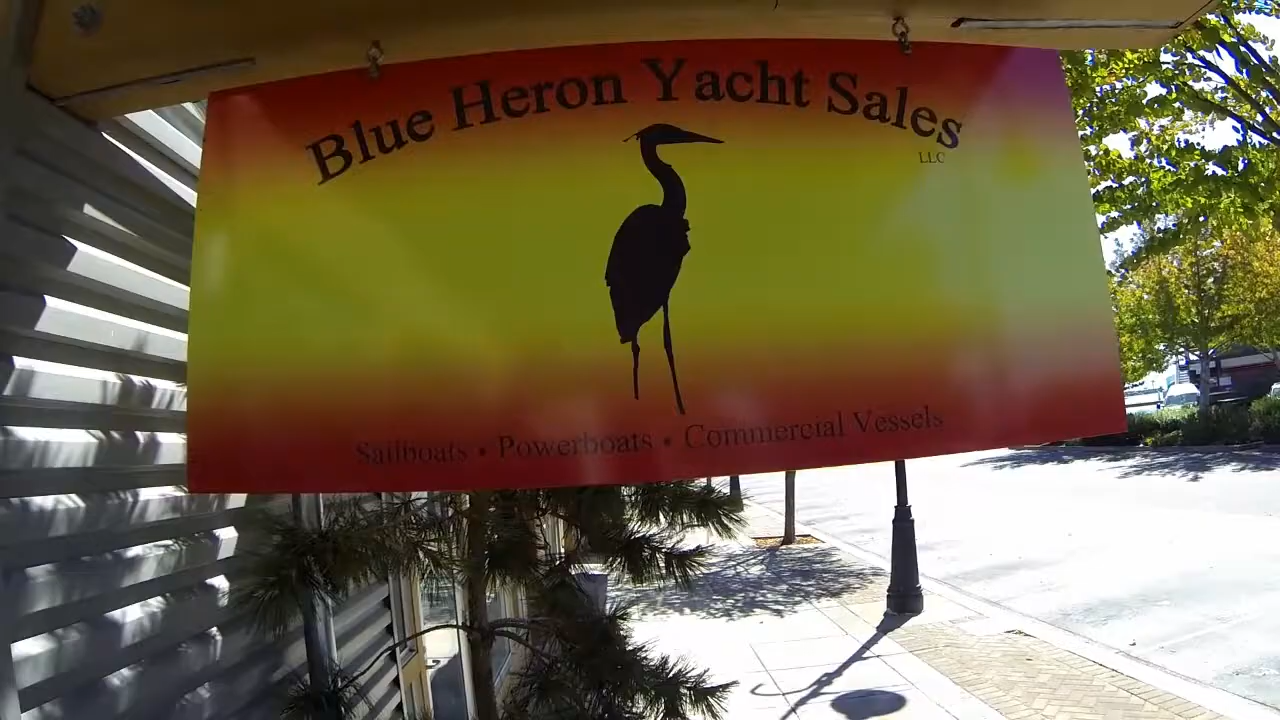 Blue Heron Yacht Sales
LLC
Sailboats • Powerboats • Commercial Vessels